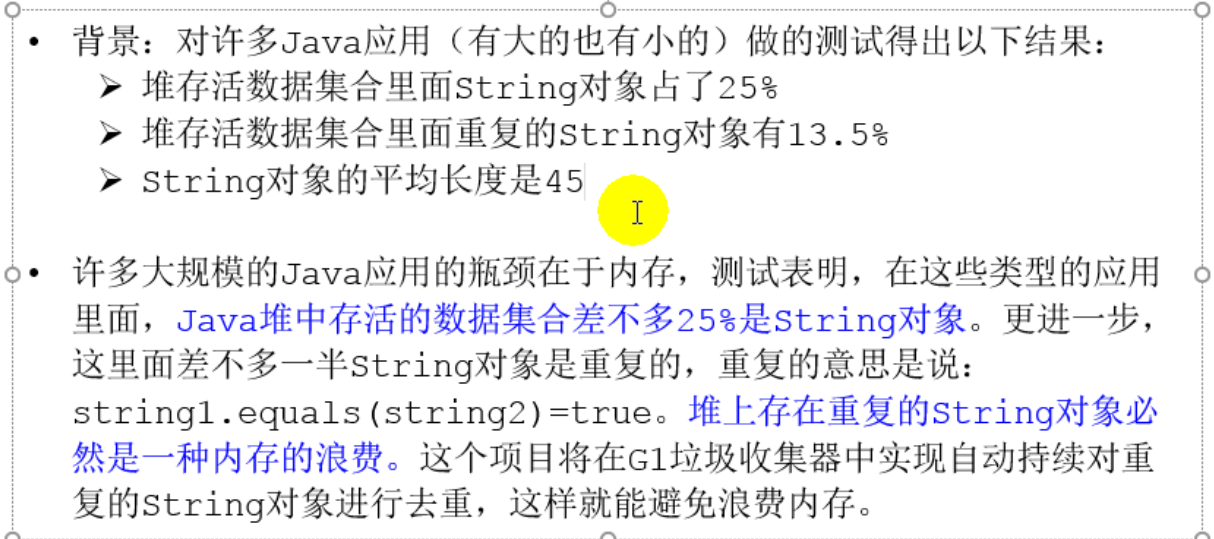 • 背景：对许多Java应用（有大的也有小的）做的测试得出以下结果：
➢ 堆存活数据集合里面String对象占了25%
➢ 堆存活数据集合里面重复的String对象有13.5%
➢ String对象的平均长度是45
• 许多大规模的Java应用的瓶颈在于内存，测试表明，在这些类型的应用
里面，Java堆中存活的数据集合差不多25%是String对象。更进一步，
这里面差不多一半String对象是重复的，重复的意思是说：
string1.equals(string2)=true。堆上存在重复的String对象必
然是一种内存的浪费。这个项目将在G1垃圾收集器中实现自动持续对重
复的String对象进行去重，这样就能避免浪费内存。